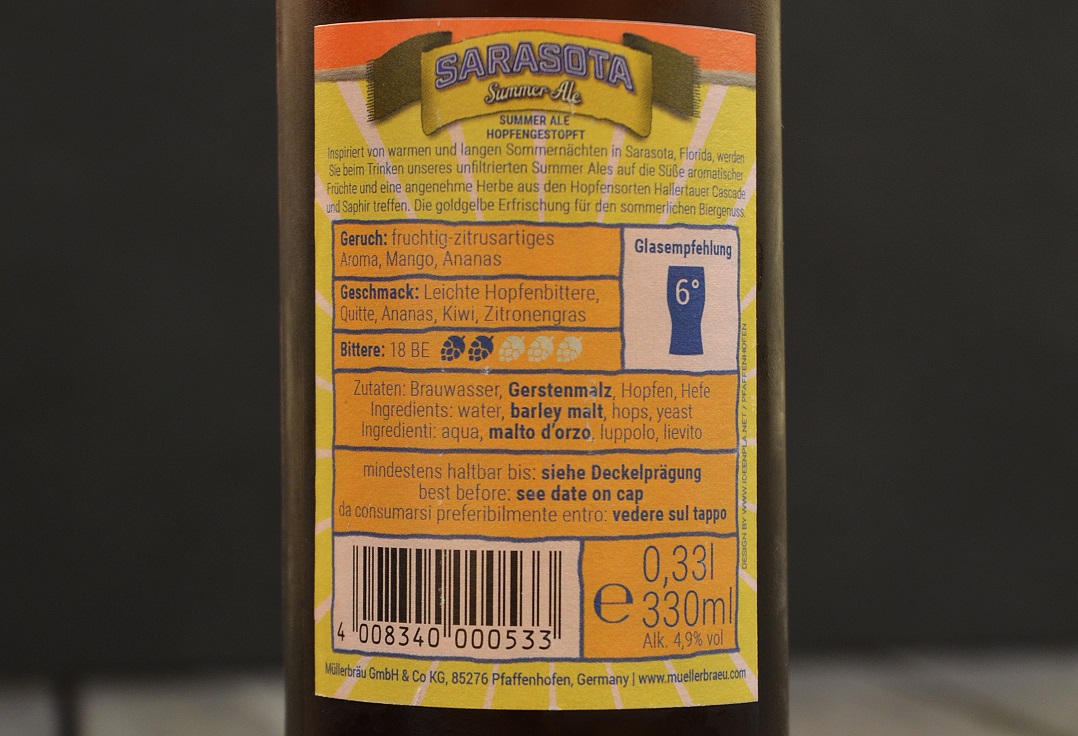 SARASOTA
Summer Ale
SUMMER ALE
HOPFENGESTOPFT
Inspiriert von warmen und langen Sommernächten in Sarasota, Florida, werden
Sie beim Trinken unseres unfiltrierten Summer Ales auf die Süße aromatischer
Früchte und eine angenehme Herbe aus den Hopfensorten Hallertauer Cascade
und Saphir treffen. Die goldgelbe Erfrischung für den sommerlichen Biergenuss.
Geruch: fruchtig-zitrusartiges
Aroma, Mango, Ananas
Geschmack: Leichte Hopfenbittere,
Quitte, Ananas, Kiwi, Zitronengras
Bittere: 18 BE
Glasempfehlung
6°
Zutaten: Brauwasser, Gerstenmalz, Hopfen, Hefe
Ingredients: water, barley malt, hops, yeast
Ingredienti: aqua, malto d'orzo, luppolo, lievito
mindestens haltbar bis: siehe Deckelprägung
best before: see date on cap
da consumarsi preferibilmente entro: vedere sul tappo
4 008340 000533
0,33l
e 330ml
Alk. 4,9% vol
DESIGN BY WWW.IDEENPLA.NET / PFAFFENHOFEN
Müllerbräu GmbH & Co KG, 85276 Pfaffenhofen, Germany | www.muellerbraeu.com